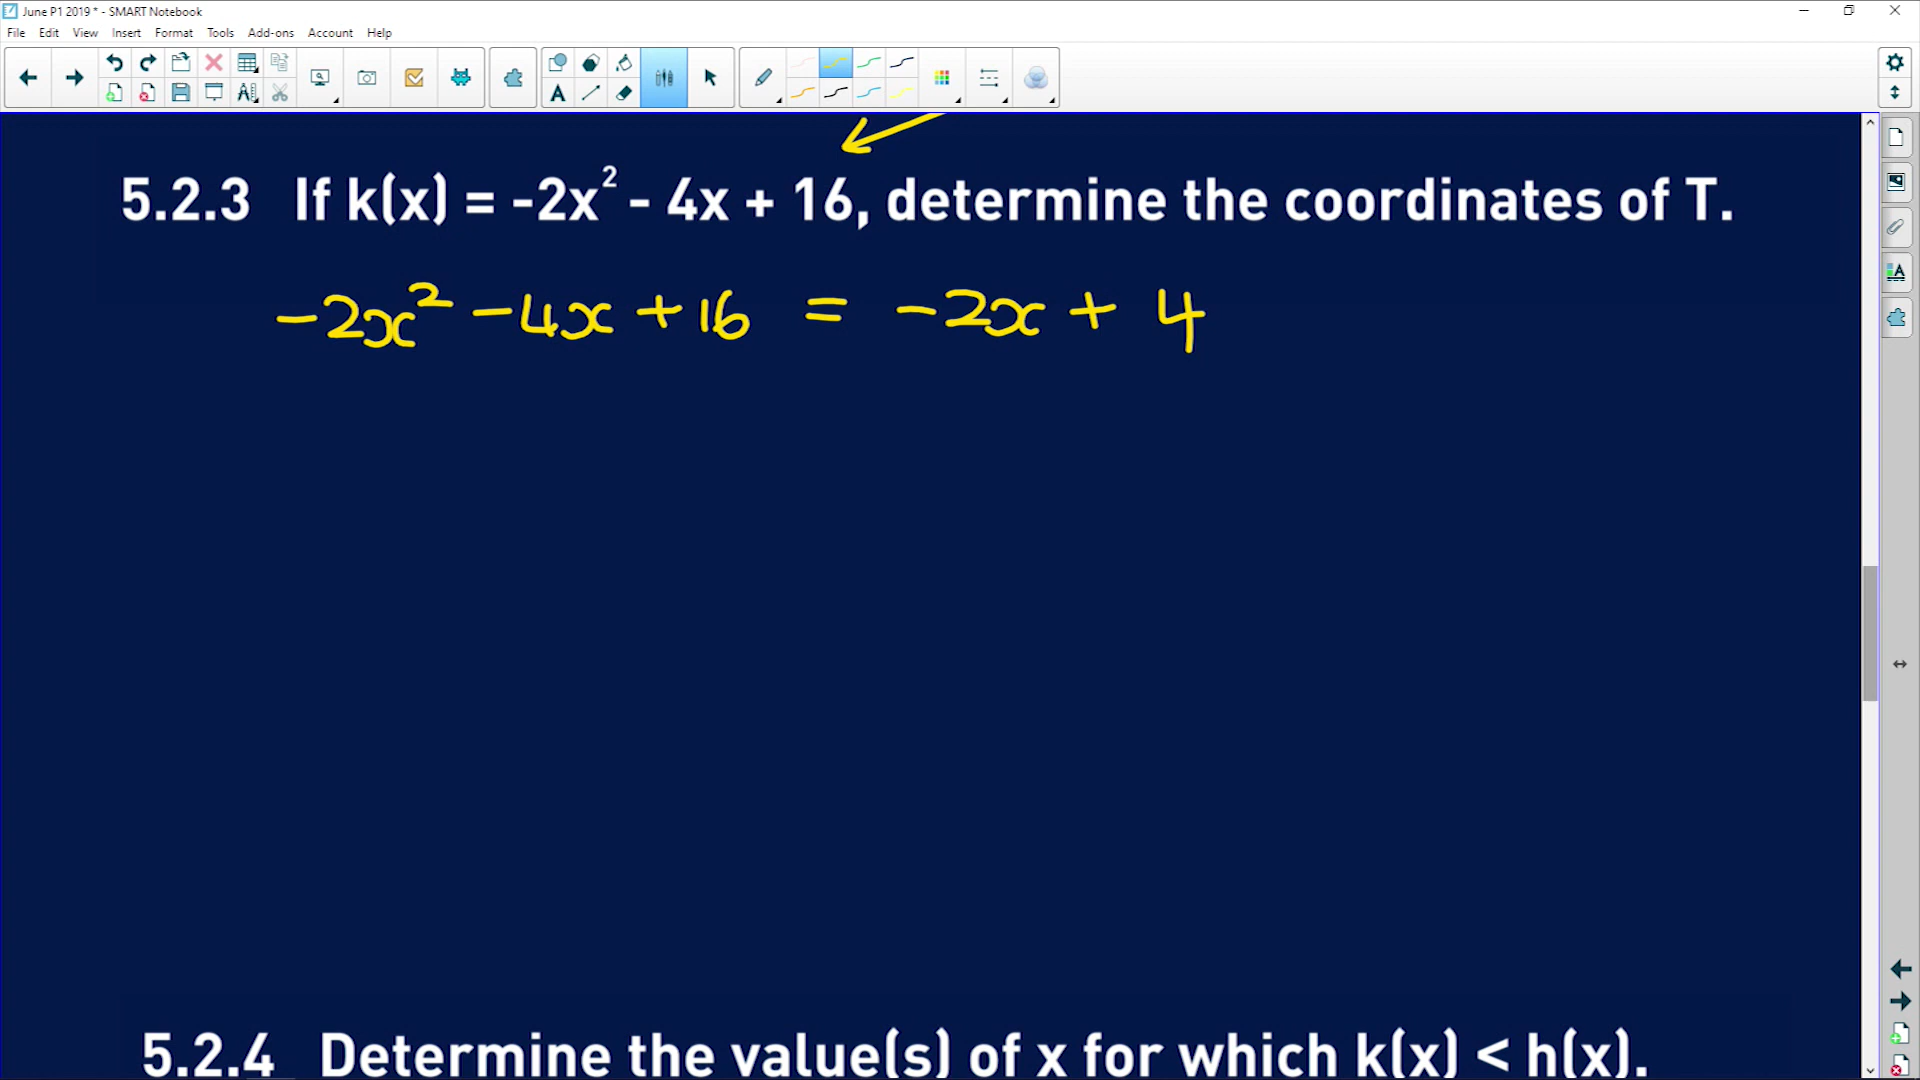 June P1 2019 * - SMART Notebook
File Edit View Insert Format Tools Add-ons Account Help
5.2.3 If k(x) = -2x² - 4x + 16, determine the coordinates of T.
-2x² - 4x + 16 = -2x + 4
5.2.4 Determine the value(s) of x for which k(x) < h(x).